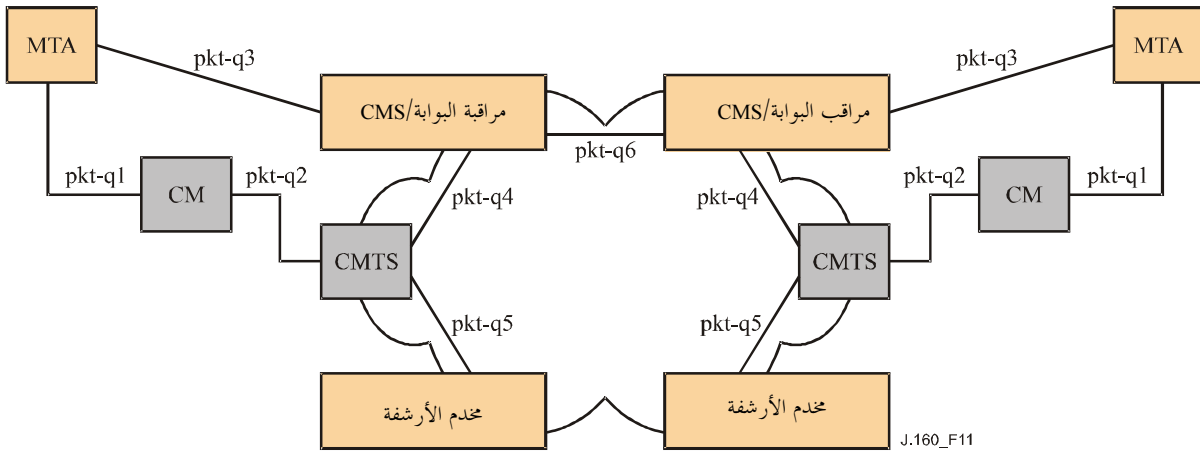 MTA
MTA
pkt-q3
pkt-q3
مراقبة البوابة/CMS
مراقب البوابة/CMS
pkt-q6
pkt-q1
CM
pkt-q2
pkt-q4
pkt-q4
pkt-q2
CM
pkt-q1
CMTS
CMTS
pkt-q5
pkt-q5
مخدم الأرشفة
مخدم الأرشفة
J.160_F11